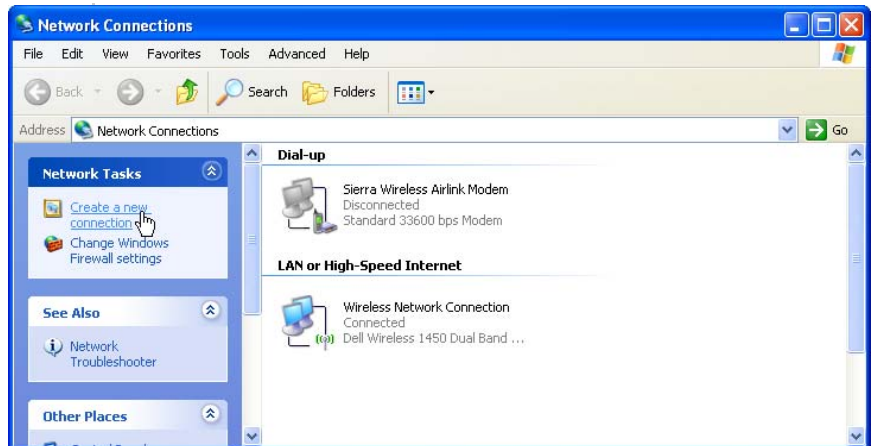 Network Connections
File Edit View Favorites Tools Advanced Help
Back Search Folders
Address Network Connections Go
Network Tasks
Create a new
connection
Change Windows
Firewall settings
See Also
Network
Troubleshooter
Other Places
Dial-up
Sierra Wireless Airlink Modem
Disconnected
Standard 33600 bps Modem
LAN or High-Speed Internet
Wireless Network Connection
Connected
Dell Wireless 1450 Dual Band ...